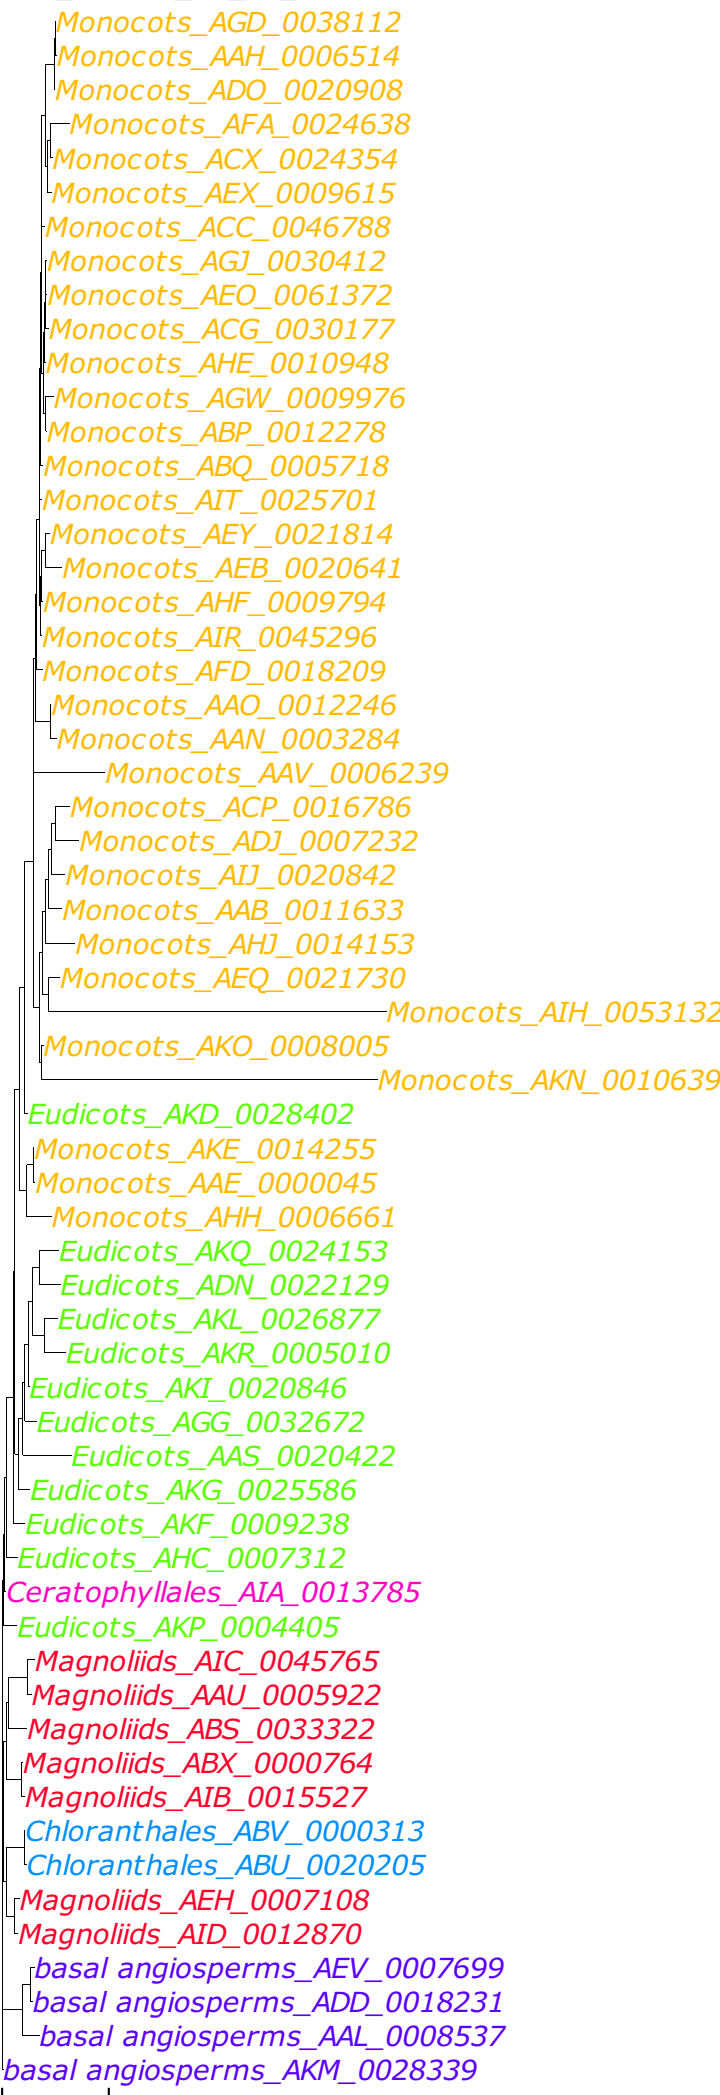 Monocots_AGD_0038112
Monocots_AAH_0006514
Monocots_ADO_0020908
Monocots_AFA_0024638
Monocots_ACX_0024354
Monocots_AEX_0009615
Monocots_ACC_0046788
Monocots_AGJ_0030412
Monocots_AEO_0061372
Monocots_ACG_0030177
Monocots_AHE_0010948
Monocots_AGW_0009976
Monocots_ABP_0012278
Monocots_ABQ_0005718
Monocots_AIT_0025701
Monocots_AEY_0021814
Monocots_AEB_0020641
Monocots_AHF_0009794
Monocots_AIR_0045296
Monocots_AFD_0018209
Monocots_AAO_0012246
Monocots_AAN_0003284
Monocots_AAV_0006239
Monocots_ACP_0016786
Monocots_ADJ_0007232
Monocots_AIJ_0020842
Monocots_AAB_0011633
Monocots_AHJ_0014153
Monocots_AEQ_0021730
Monocots_AIH_0053132
Monocots_AKO_0008005
Monocots_AKN_0010639
Eudicots_AKD_0028402
Monocots_AKE_0014255
Monocots_AAE_0000045
Monocots_AHH_0006661
Eudicots_AKQ_0024153
Eudicots_ADN_0022129
Eudicots_AKL_0026877
Eudicots_AKR_0005010
Eudicots_AKI_0020846
Eudicots_AGG_0032672
Eudicots_AAS_0020422
Eudicots_AKG_0025586
Eudicots_AKF_0009238
Eudicots_AHC_0007312
Ceratophyllales_AIA_0013785
Eudicots_AKP_0004405
Magnoliids_AIC_0045765
Magnoliids_AAU_0005922
Magnoliids_ABS_0033322
Magnoliids_ABX_0000764
Magnoliids_AIB_0015527
Chloranthales_ABV_0000313
Chloranthales_ABU_0020205
Magnoliids_AEH_0007108
Magnoliids_AID_0012870
basal angiosperms_AEV_0007699
basal angiosperms_ADD_0018231
basal angiosperms_AAL_0008537
basal angiosperms_AKM_0028339